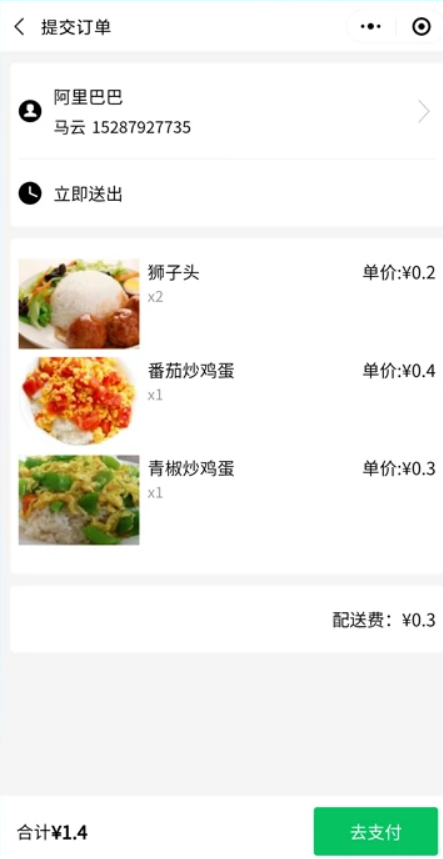 提交订单
阿里巴巴
马云 15287927735
立即送出
狮子头 单价:¥0.2
x2
番茄炒鸡蛋 单价:¥0.4
x1
青椒炒鸡蛋 单价:¥0.3
x1
配送费：¥0.3
合计¥1.4 去支付